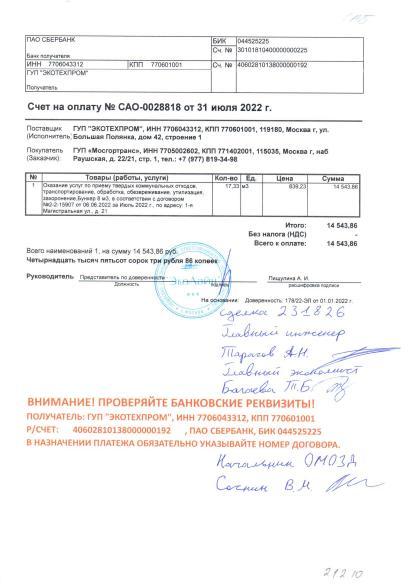 ПАО СБЕРБАНК
БИК 044525225
Сч. № 30101810400000000225
Банк получателя
ИНН 7706043312 КПП 770601001
Сч. № 40602810138000000192
ГУП "ЭКОТЕХПРОМ"
Получатель
Счет на оплату № САО-0028818 от 31 июля 2022 г.
Поставщик ГУП "ЭКОТЕХПРОМ", ИНН 7706043312, КПП 770601001, 119180, Москва г, ул.
(Исполнитель): Большая Полянка, дом 42, строение 1
Покупатель ГУП «Мосгортранс», ИНН 7705002602, КПП 771402001, 115035, Москва г, наб
(Заказчик): Раушская, д. 22/21, стр. 1, тел.: +7 (977) 819-34-98
№ Товары (работы, услуги) Кол-во Ед. Цена Сумма
1 Оказание услуг по приему твердых коммунальных отходов, 17,33 м3 839,23 14 543,86
транспортирование, обработка, обезвреживание, утилизация,
захоронение,Бункер 8 м3, в соответствии с договором
№2-2-15907 от 06.06.2022 за Июль 2022 г., по адресу: 1-я
Магистральная ул., д. 21
Итого: 14 543,86
Без налога (НДС) -
Всего к оплате: 14 543,86
Всего наименований 1, на сумму 14 543,86 руб.
Четырнадцать тысяч пятьсот сорок три рубля 86 копеек
Руководитель Представитель по доверенности Пищулина А. И.
Должность подпись расшифровка подписи
На основании: Доверенность: 178/22-ЭЛ от 01.01.2022 г.
сделка 231826
Главный инженер
Тарасов А.Н.
Главный экономист
Багаева Т.Б.
ВНИМАНИЕ! ПРОВЕРЯЙТЕ БАНКОВСКИЕ РЕКВИЗИТЫ!
ПОЛУЧАТЕЛЬ: ГУП "ЭКОТЕХПРОМ", ИНН 7706043312, КПП 770601001
Р/СЧЕТ: 40602810138000000192 , ПАО СБЕРБАНК, БИК 044525225
В НАЗНАЧЕНИИ ПЛАТЕЖА ОБЯЗАТЕЛЬНО УКАЗЫВАЙТЕ НОМЕР ДОГОВОРА.
Начальник ОМОЗД
Соснин В.М.
21210